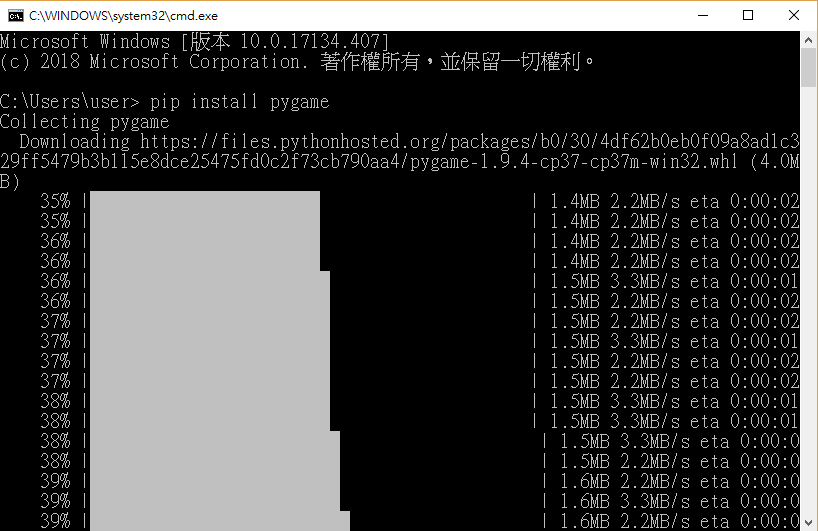 C:\WINDOWS\system32\cmd.exe
Microsoft Windows [版本 10.0.17134.407]
(c) 2018 Microsoft Corporation. 著作權所有，並保留一切權利。
C:\Users\user> pip install pygame
Collecting pygame
Downloading https://files.pythonhosted.org/packages/b0/30/4df62b0eb0f09a8ad1c3
29ff5479b3b115e8dce25475fd0c2f73cb790aa4/pygame-1.9.4-cp37-cp37m-win32.whl (4.0M
B)
35% | | 1.4MB 2.2MB/s eta 0:00:02
35% | | 1.4MB 2.2MB/s eta 0:00:02
36% | | 1.4MB 2.2MB/s eta 0:00:02
36% | | 1.4MB 2.2MB/s eta 0:00:02
36% | | 1.5MB 3.3MB/s eta 0:00:01
36% | | 1.5MB 2.2MB/s eta 0:00:02
37% | | 1.5MB 2.2MB/s eta 0:00:02
37% | | 1.5MB 3.3MB/s eta 0:00:01
37% | | 1.5MB 2.2MB/s eta 0:00:02
37% | | 1.5MB 2.2MB/s eta 0:00:02
38% | | 1.5MB 3.3MB/s eta 0:00:01
38% | | 1.5MB 3.3MB/s eta 0:00:01
38% | | 1.5MB 3.3MB/s eta 0:00:0
38% | | 1.5MB 2.2MB/s eta 0:00:0
39% | | 1.6MB 2.2MB/s eta 0:00:0
39% | | 1.6MB 3.3MB/s eta 0:00:0
39% | | 1.6MB 2.2MB/s eta 0:00:0